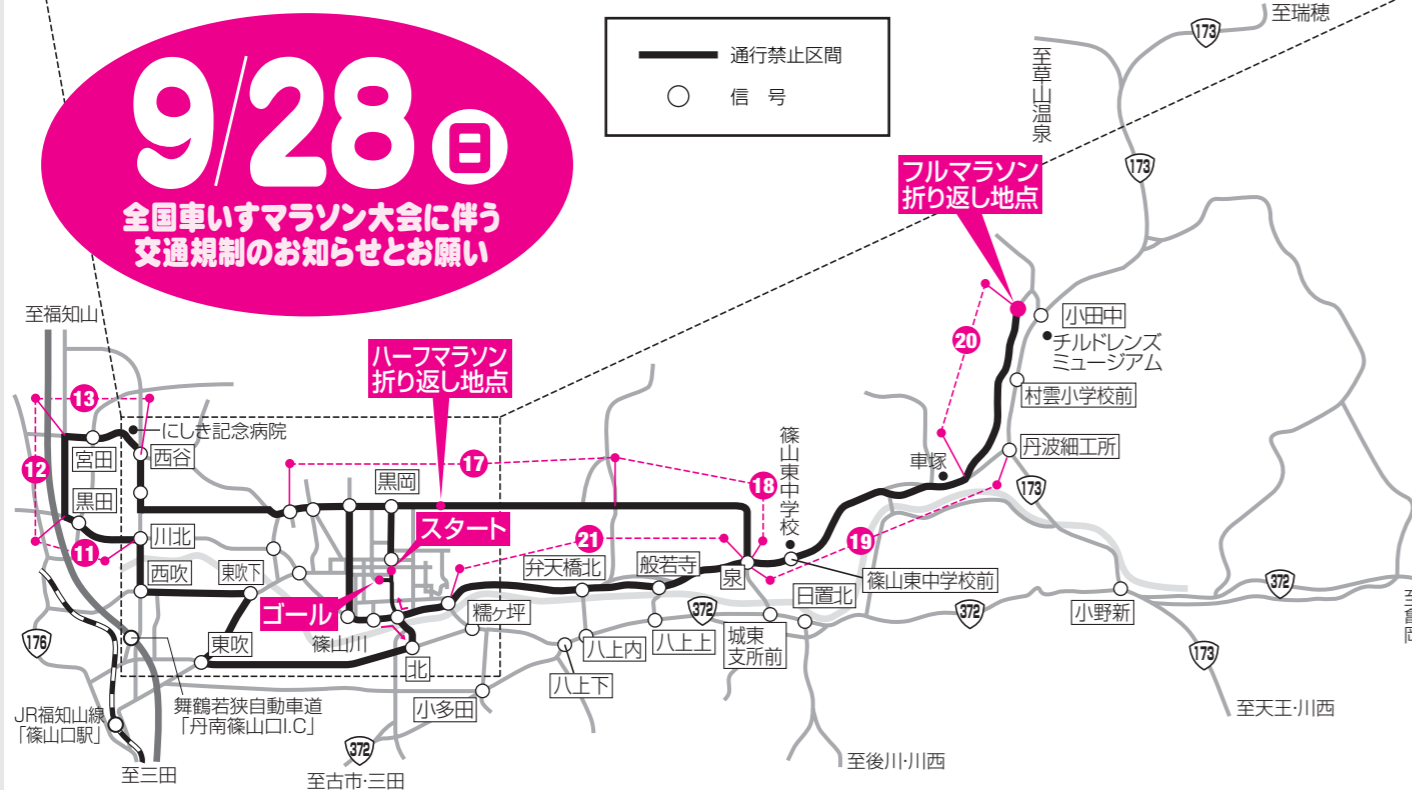 9/28日
全国車いすマラソン大会に伴う
交通規制のお知らせとお願い
通行禁止区間
信 号
至瑞穂
173
至草山温泉
173
フルマラソン
折り返し地点
小田中
チルドレンズ
ミュージアム
20
村雲小学校前
丹波細工所
173
車塚
至福知山
ハーフマラソン
折り返し地点
13
にしき記念病院
宮田
西谷
12
黒田
11
川北
17
黒岡
18
篠山東中学校
スタート
21
19
西吹
東吹下
弁天橋北
般若寺
泉
篠山東中学校前
日置北
372
小野新
372
ゴール
篠山川
糯ヶ坪
372
176
東吹
北
八上内
八上上
城東
支所前
八上下
173
小多田
舞鶴若狭自動車道
「丹南篠山口I.C」
JR福知山線
「篠山口駅」
至三田
372
至古市・三田
至後川・川西
至天王・川西